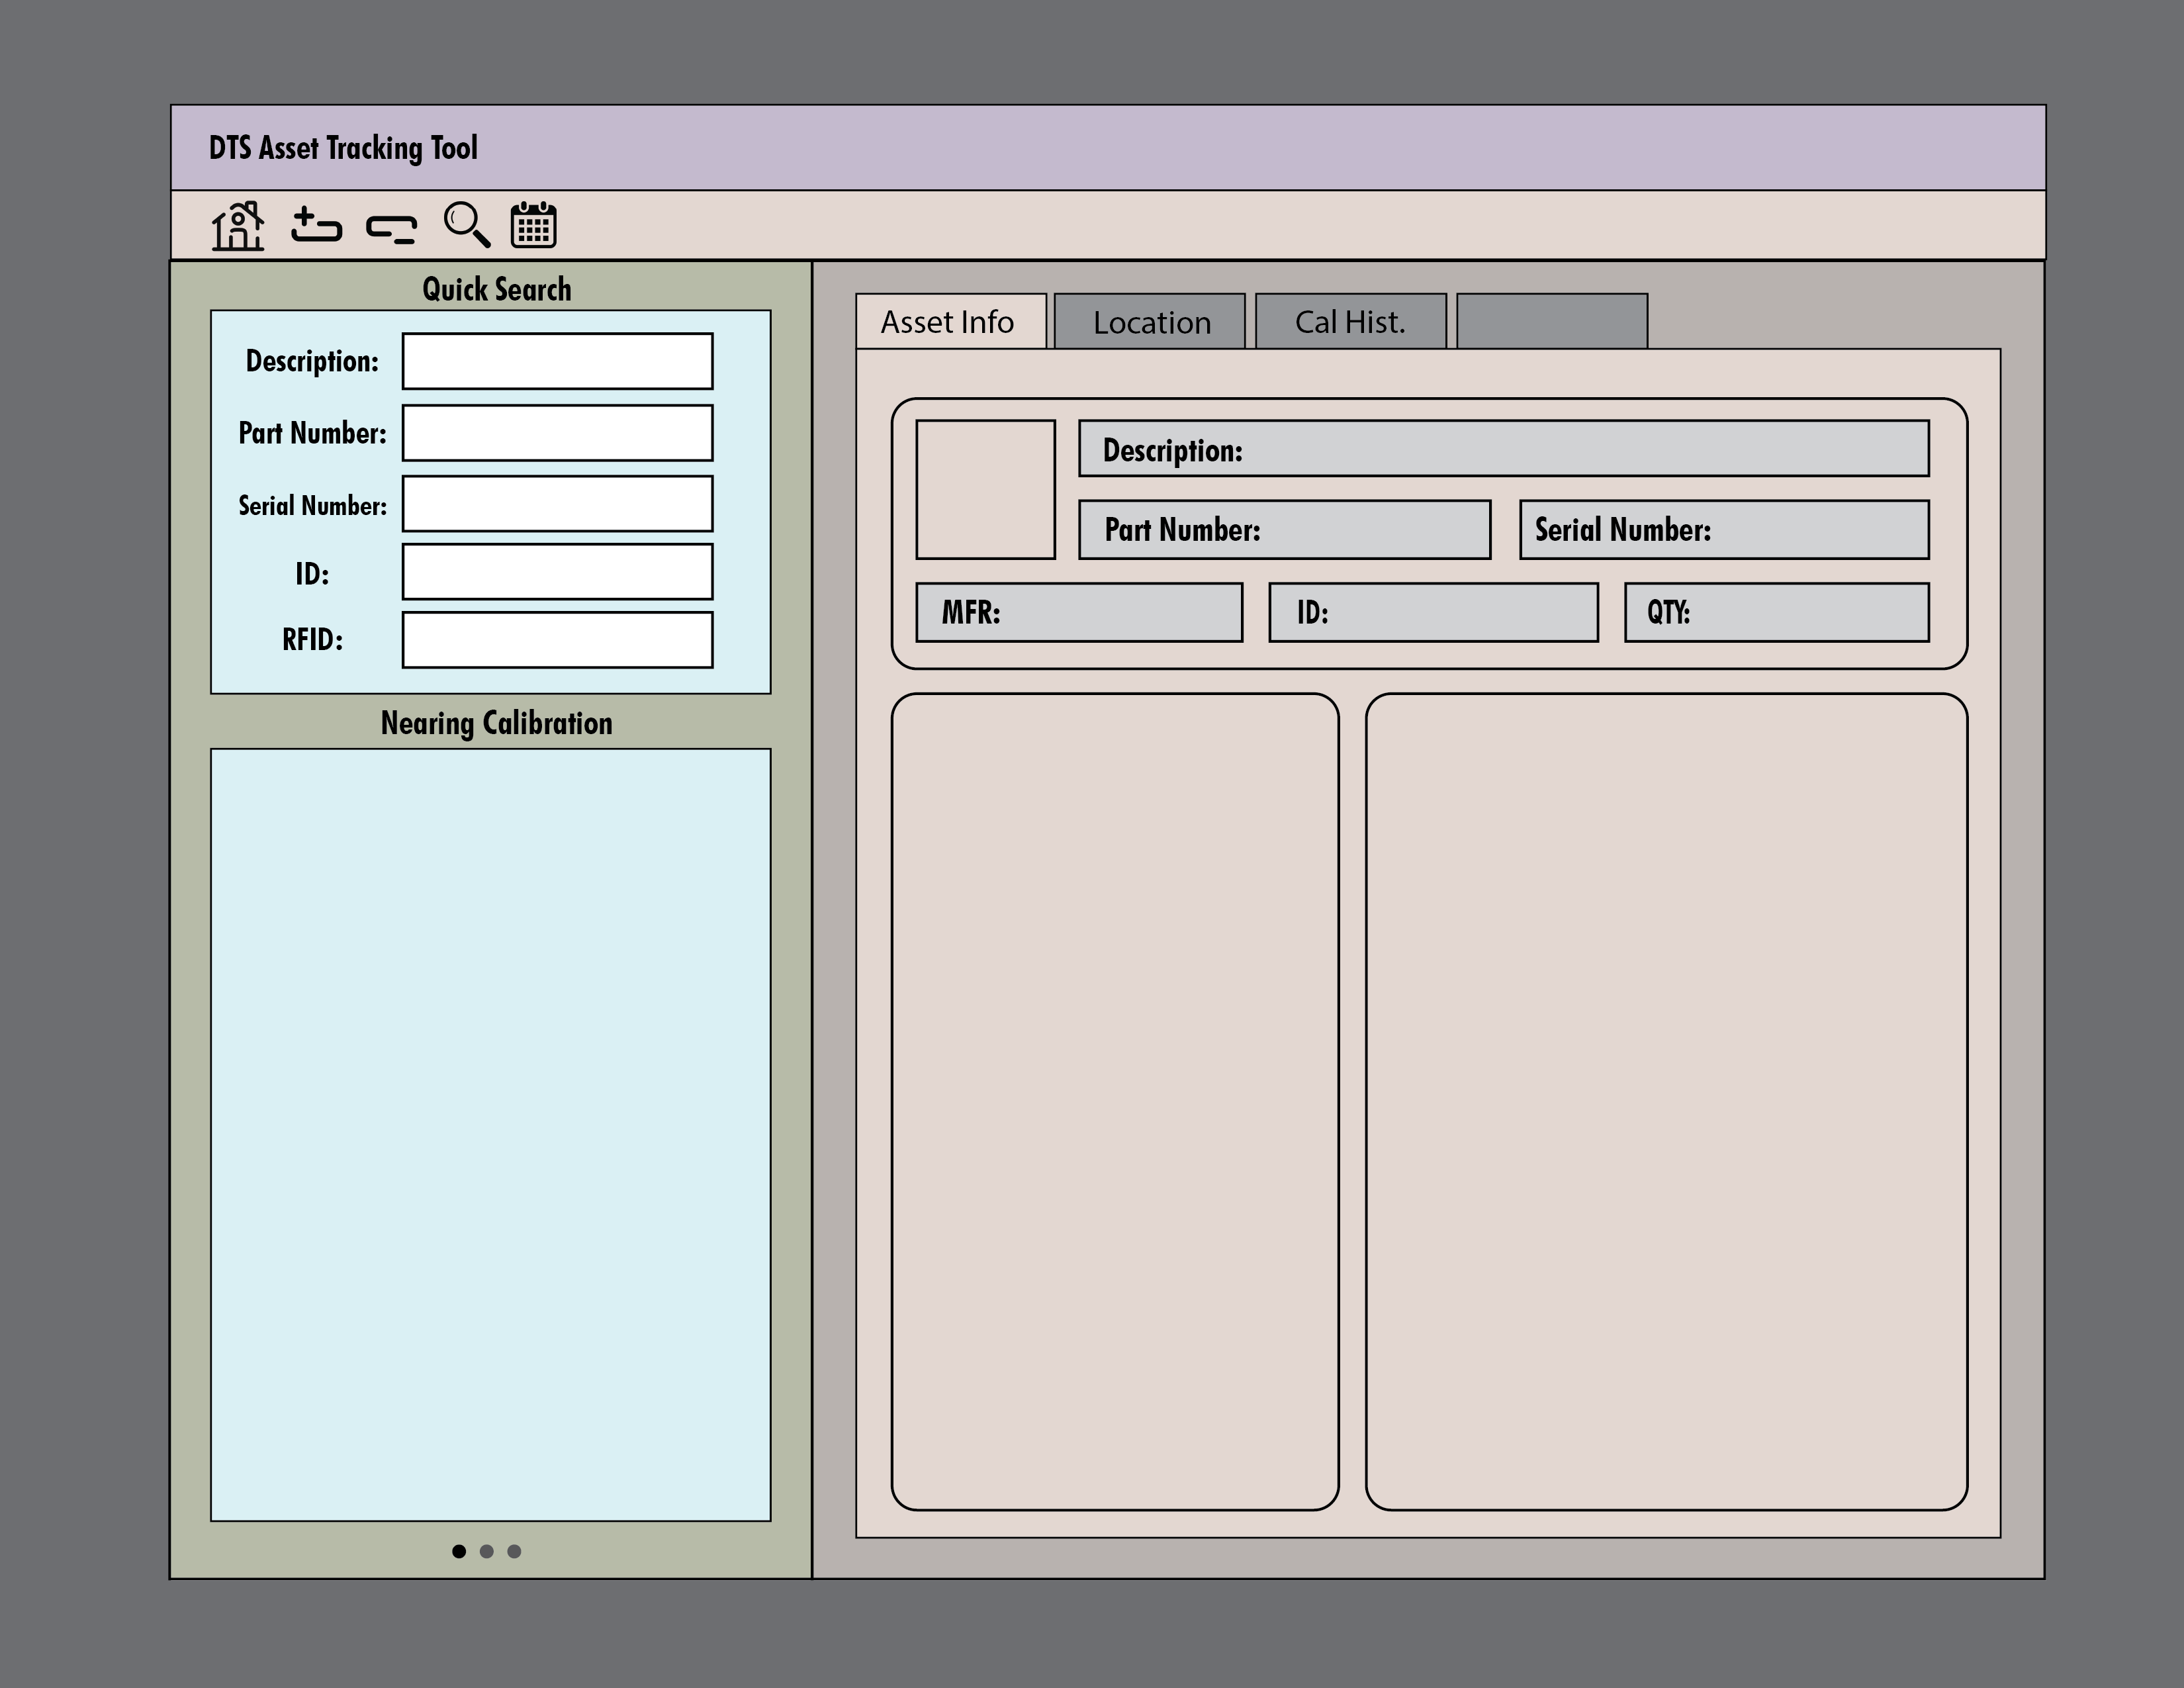 DTS Asset Tracking Tool
Quick Search
Description:
Part Number:
Serial Number:
ID:
RFID:
Nearing Calibration
Asset Info
Location
Cal Hist.
Description:
Part Number:
Serial Number:
MFR:
ID:
QTY: